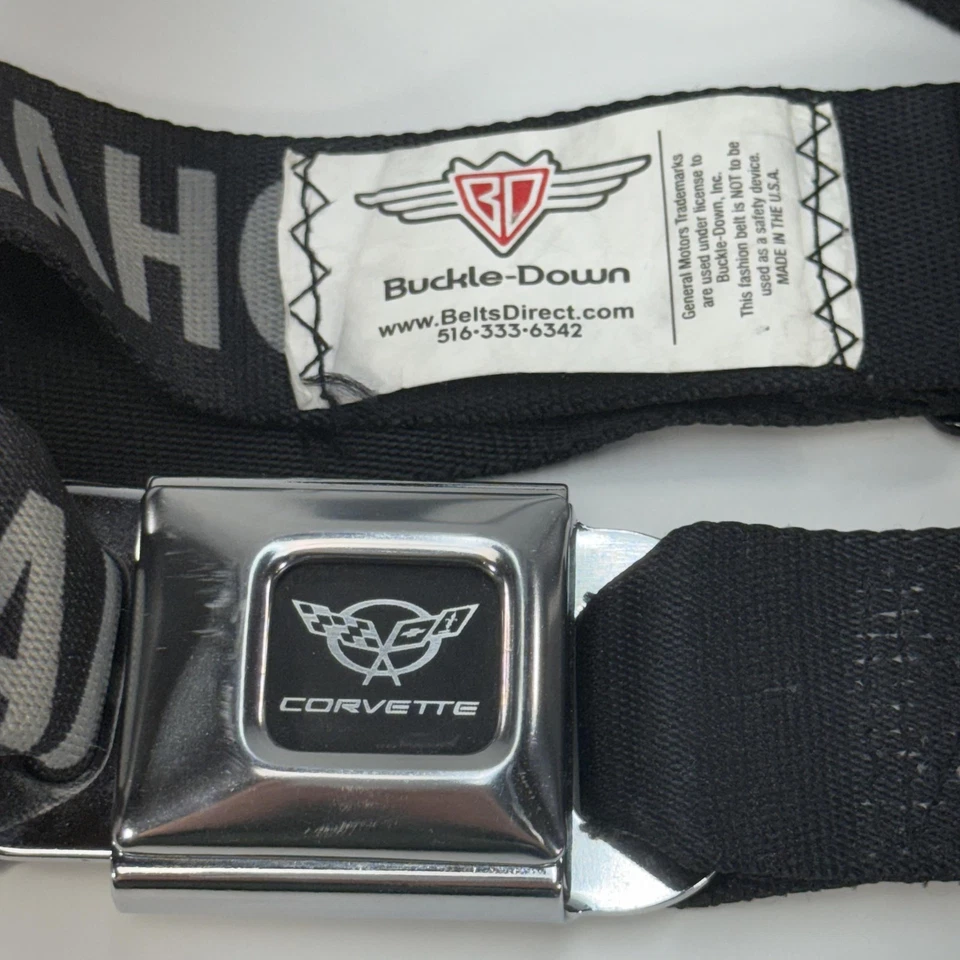 AH
BD
Buckle-Down
www.BeltsDirect.com
516·333·6342
General Motors Trademarks
are used under license to
Buckle-Down, Inc.
This fashion belt is NOT to be
used as a safety device.
MADE IN THE U.S.A.
A
CORVETTE